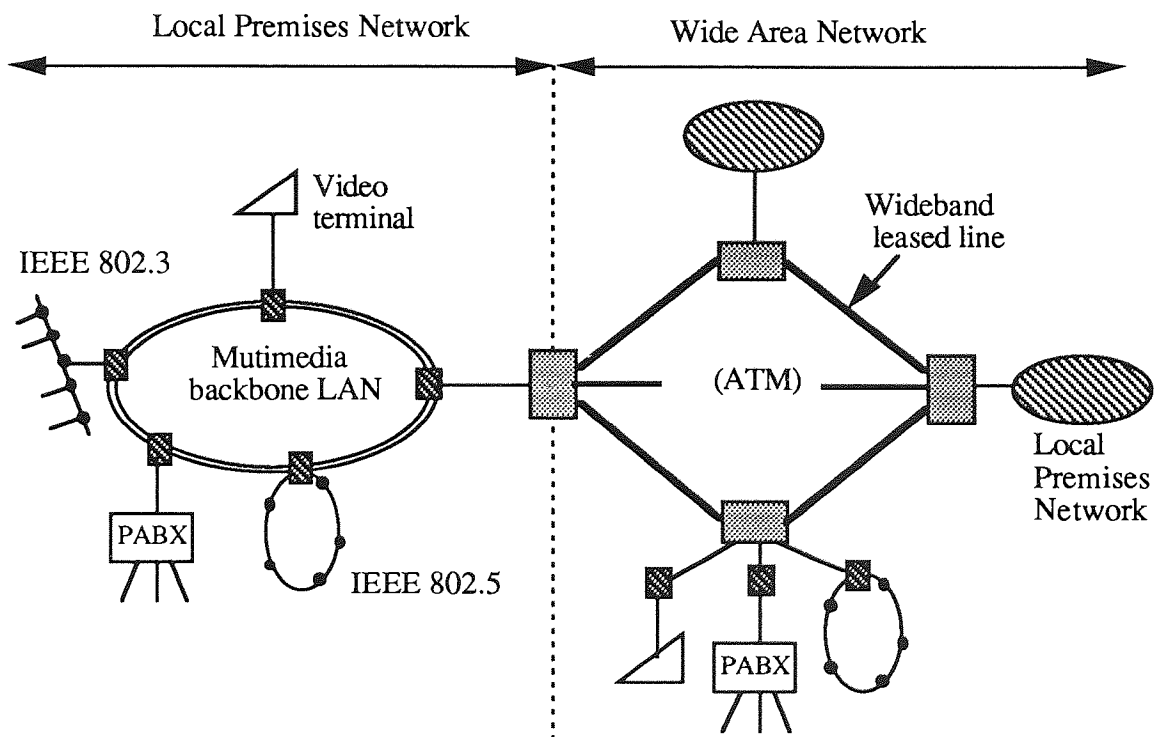 Local Premises Network
Wide Area Network
Video
terminal
IEEE 802.3
Wideband
leased line
Mutimedia
backbone LAN
(ATM)
Local
Premises
Network
PABX
IEEE 802.5
PABX